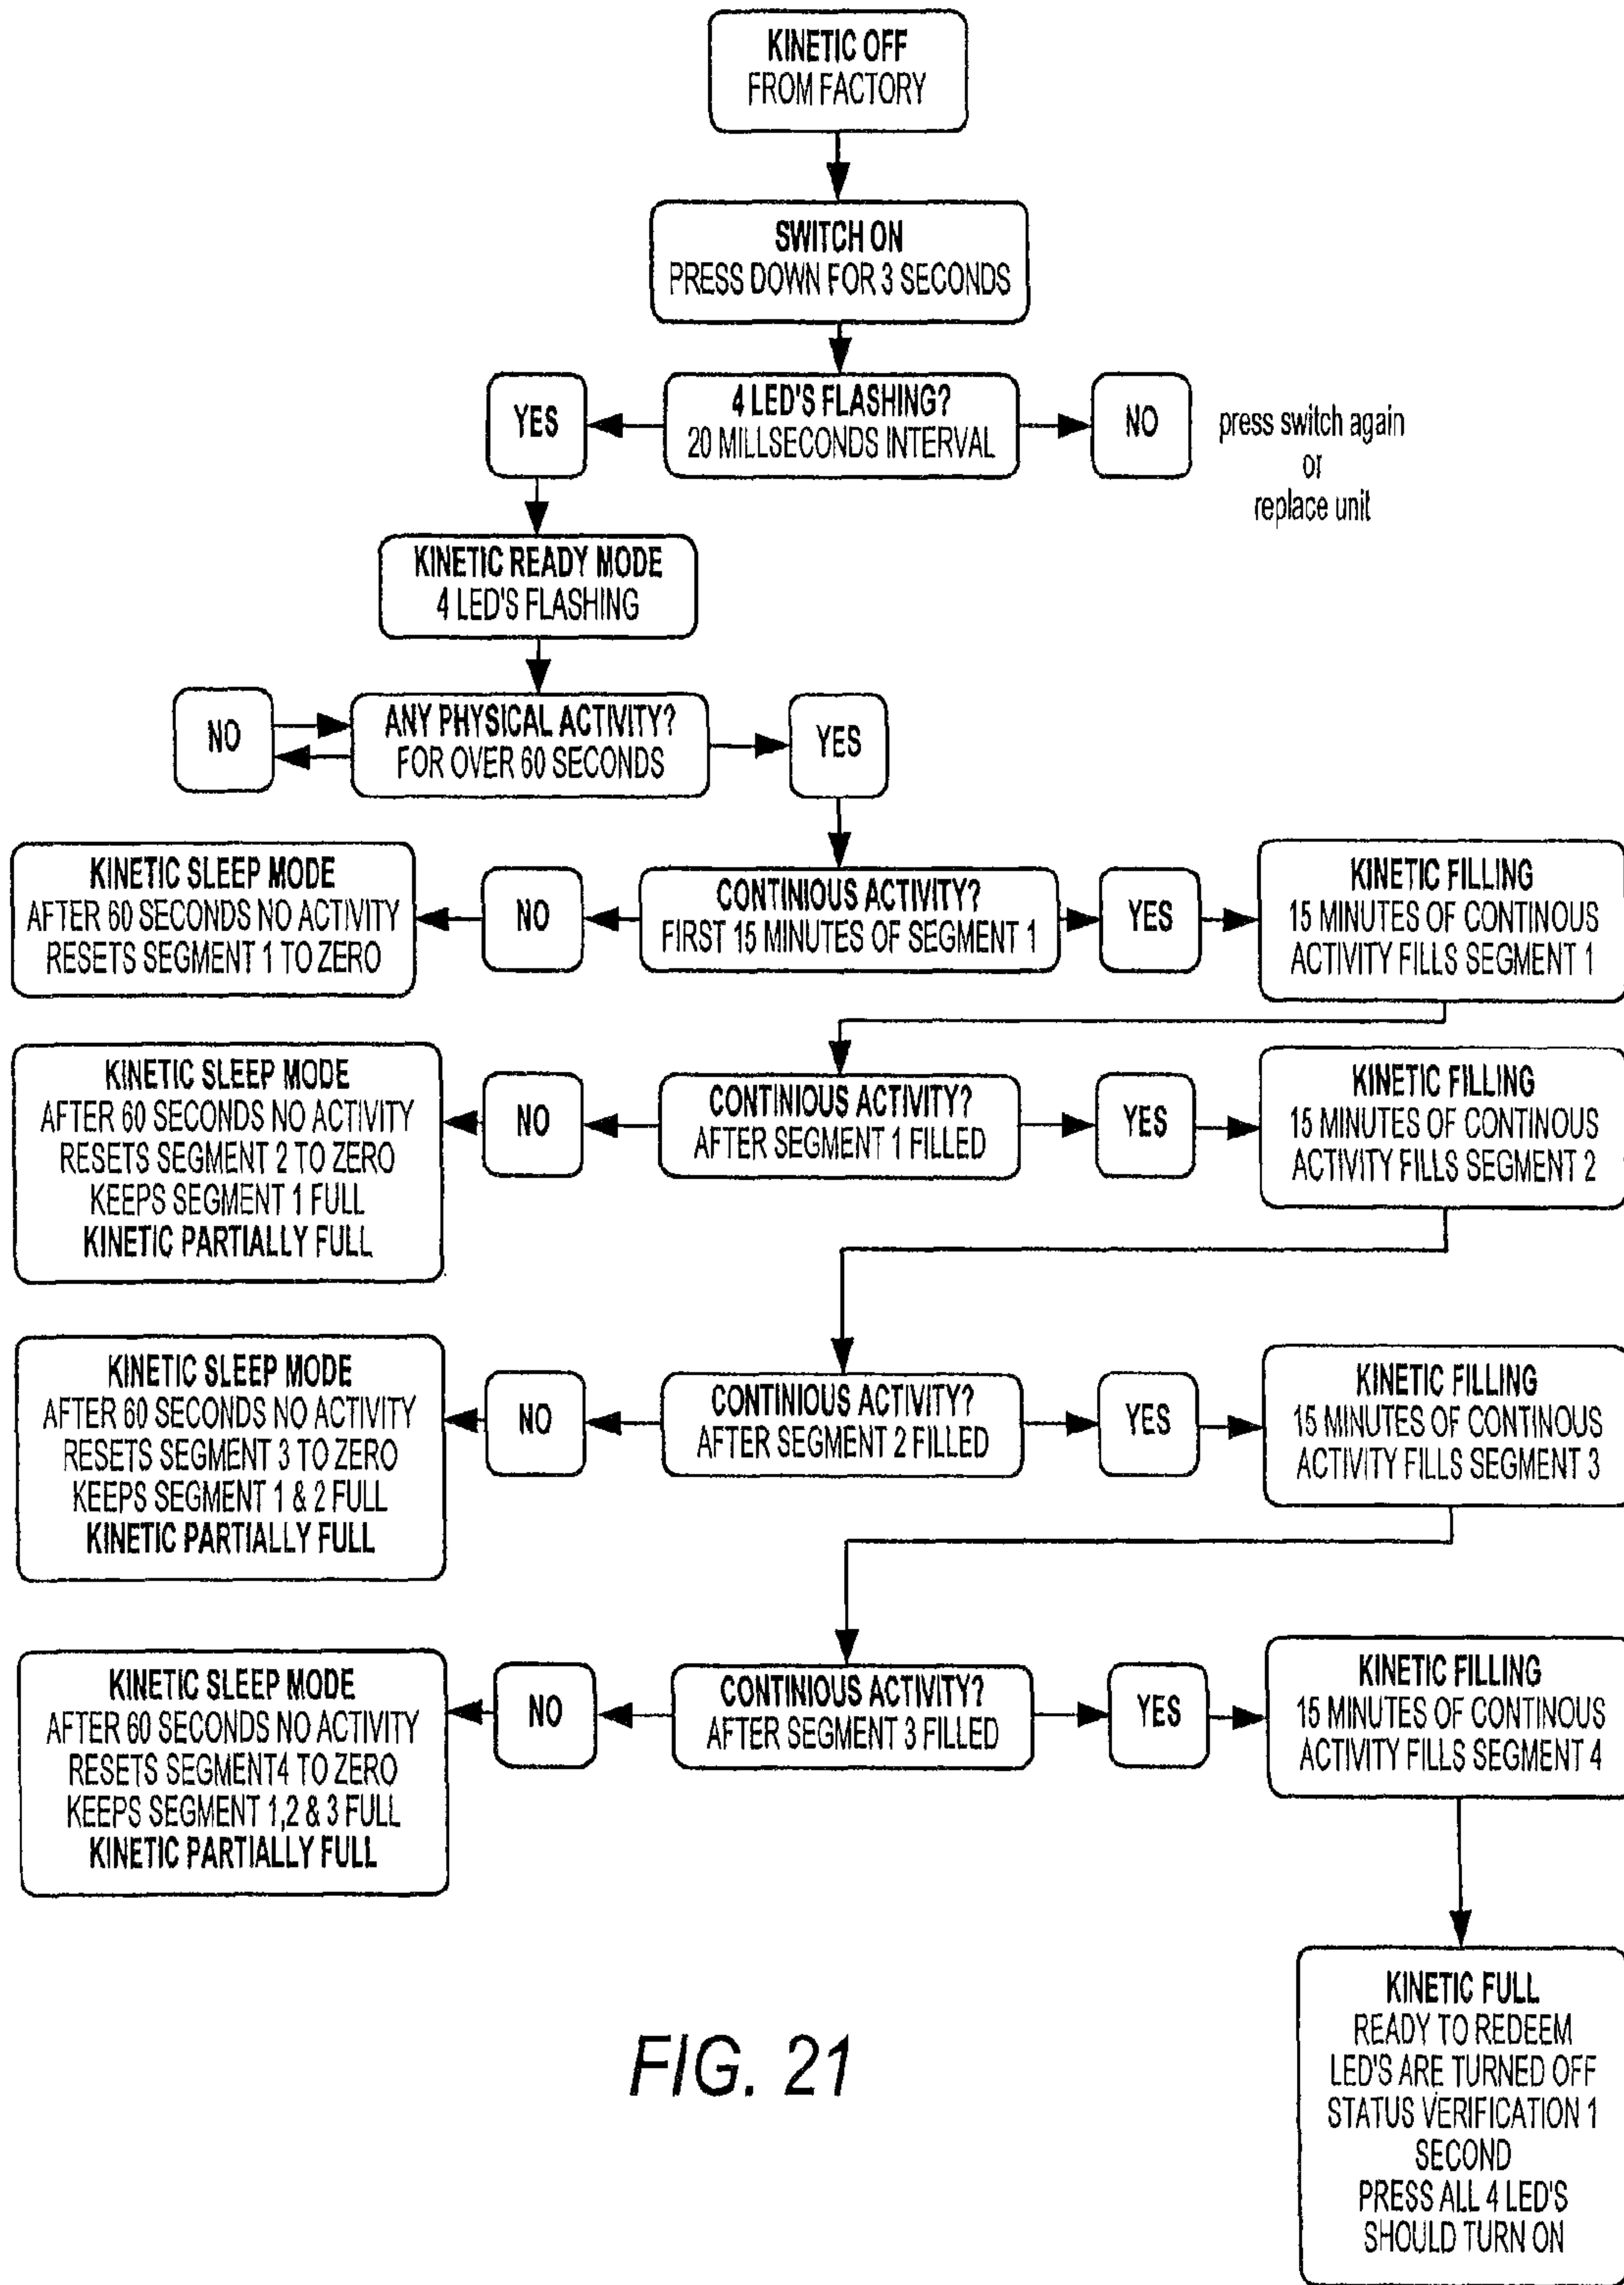 KINETIC OFF
FROM FACTORY
SWITCH ON
PRESS DOWN FOR 3 SECONDS
YES
4 LED'S FLASHING?
20 MILLSECONDS INTERVAL
NO
press switch again
or
replace unit
KINETIC READY MODE
4 LED'S FLASHING
NO
ANY PHYSICAL ACTIVITY?
FOR OVER 60 SECONDS
YES
KINETIC SLEEP MODE
AFTER 60 SECONDS NO ACTIVITY
RESETS SEGMENT 1 TO ZERO
NO
CONTINIOUS ACTIVITY?
FIRST 15 MINUTES OF SEGMENT 1
YES
KINETIC FILLING
15 MINUTES OF CONTINOUS
ACTIVITY FILLS SEGMENT 1
KINETIC SLEEP MODE
AFTER 60 SECONDS NO ACTIVITY
RESETS SEGMENT 2 TO ZERO
KEEPS SEGMENT 1 FULL
KINETIC PARTIALLY FULL
NO
CONTINIOUS ACTIVITY?
AFTER SEGMENT 1 FILLED
YES
KINETIC FILLING
15 MINUTES OF CONTINOUS
ACTIVITY FILLS SEGMENT 2
KINETIC SLEEP MODE
AFTER 60 SECONDS NO ACTIVITY
RESETS SEGMENT 3 TO ZERO
KEEPS SEGMENT 1 & 2 FULL
KINETIC PARTIALLY FULL
NO
CONTINIOUS ACTIVITY?
AFTER SEGMENT 2 FILLED
YES
KINETIC FILLING
15 MINUTES OF CONTINOUS
ACTIVITY FILLS SEGMENT 3
KINETIC SLEEP MODE
AFTER 60 SECONDS NO ACTIVITY
RESETS SEGMENT4 TO ZERO
KEEPS SEGMENT 1,2 & 3 FULL
KINETIC PARTIALLY FULL
NO
CONTINIOUS ACTIVITY?
AFTER SEGMENT 3 FILLED
YES
KINETIC FILLING
15 MINUTES OF CONTINOUS
ACTIVITY FILLS SEGMENT 4
KINETIC FULL
READY TO REDEEM
LED'S ARE TURNED OFF
STATUS VERIFICATION 1
SECOND
PRESS ALL 4 LED'S
SHOULD TURN ON
FIG. 21